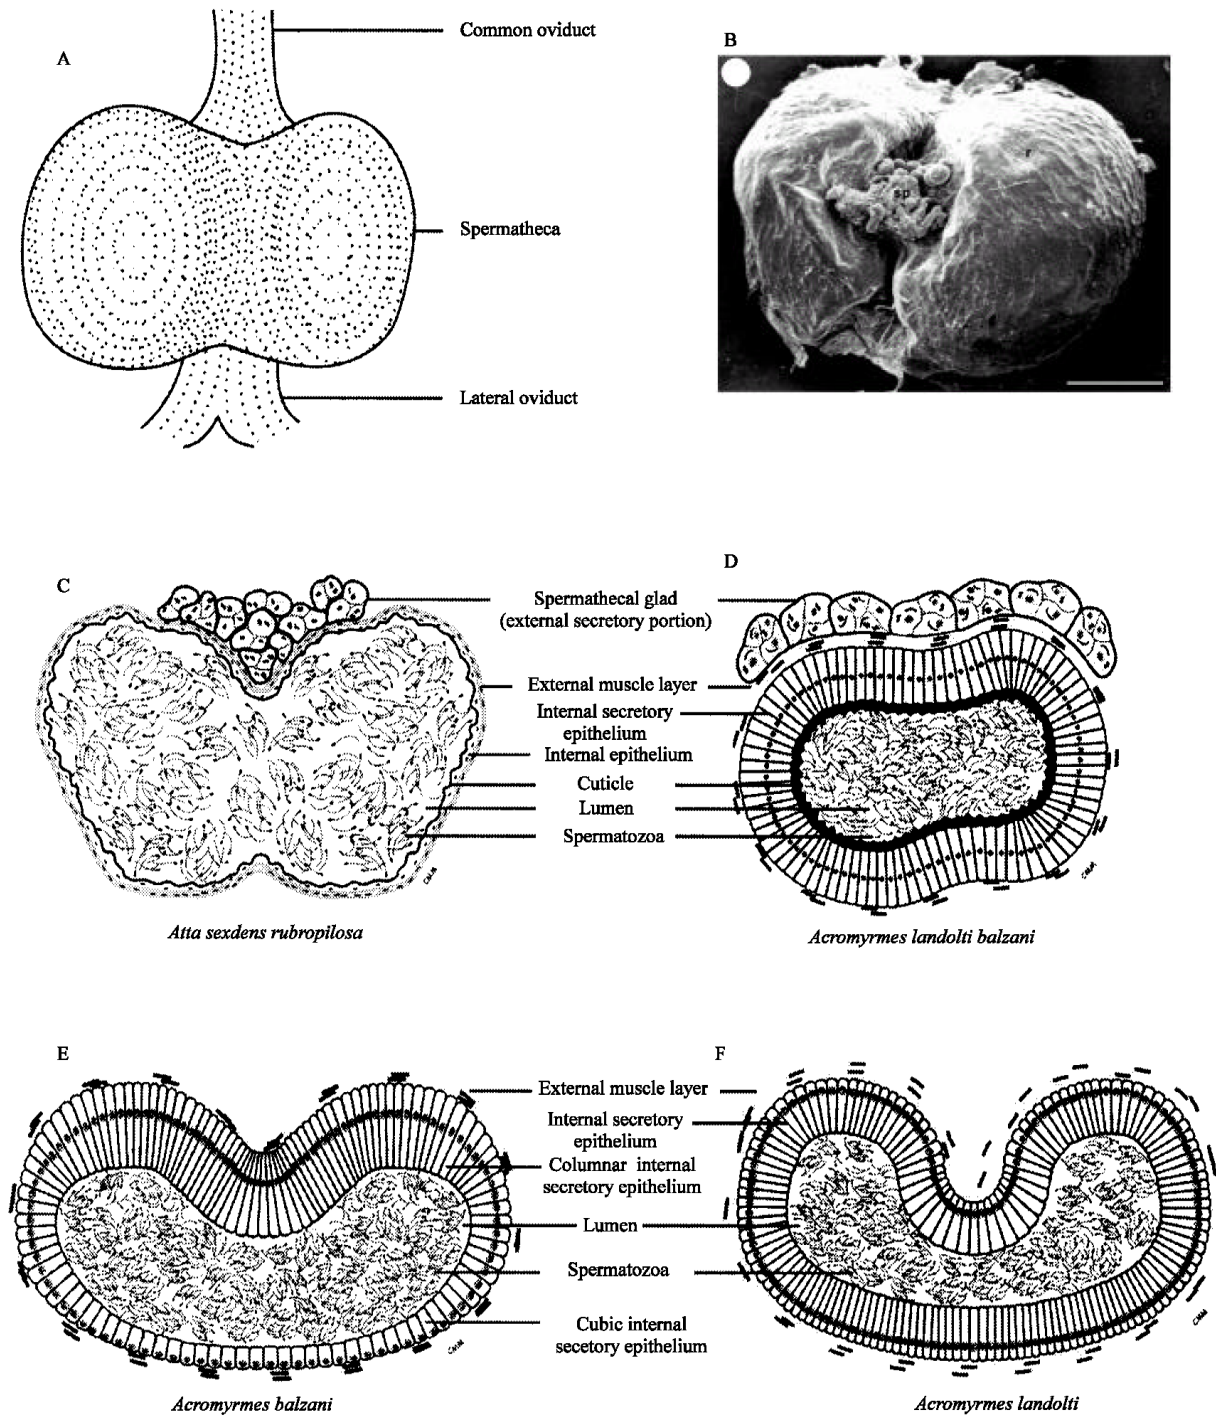 A
Common oviduct
Spermatheca
Lateral oviduct
B
sp
r
C
D
Spermathecal glad
(external secretory portion)
External muscle layer
Internal secretory
epithelium
Internal epithelium
Cuticle
Lumen
Spermatozoa
Atta sexdens rubropilosa
Acromyrmes landolti balzani
E
F
External muscle layer
Internal secretory
epithelium
Columnar internal
secretory epithelium
Lumen
Spermatozoa
Cubic internal
secetory epithelium
Acromyrmes balzani
Acromyrmes landolti